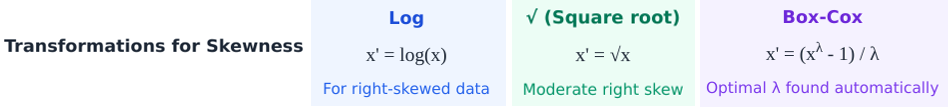 Transformations for Skewness
Log
x' = log(x)
For right-skewed data
√ (Square root)
x' = √x
Moderate right skew
Box-Cox
x' = (x^λ - 1) / λ
Optimal λ found automatically